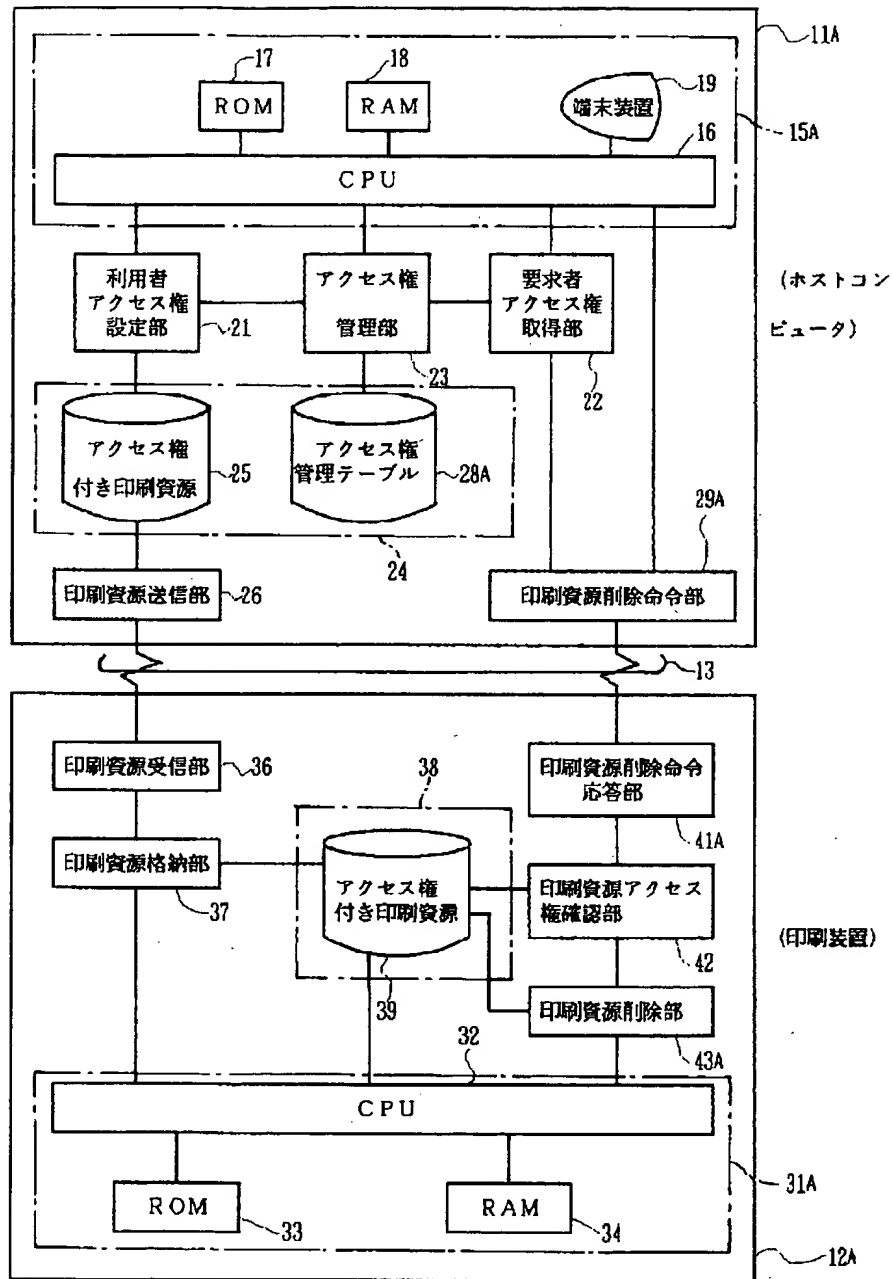 11A
17
18
19
ROM
RAM
端末装置
16
15A
CPU
利用者
アクセス権
設定部
21
アクセス権
管理部
23
要求者
アクセス権
取得部
22
(ホストコン
ピュータ)
アクセス権
付き印刷資源
25
アクセス権
管理テーブル
28A
24
29A
印刷資源送信部
26
印刷資源削除命令部
13
印刷資源受信部
36
38
印刷資源削除命令
応答部
41A
印刷資源格納部
37
アクセス権
付き印刷資源
39
印刷資源アクセス
権確認部
42
(印刷装置)
印刷資源削除部
43A
32
CPU
31A
ROM
33
RAM
34
12A